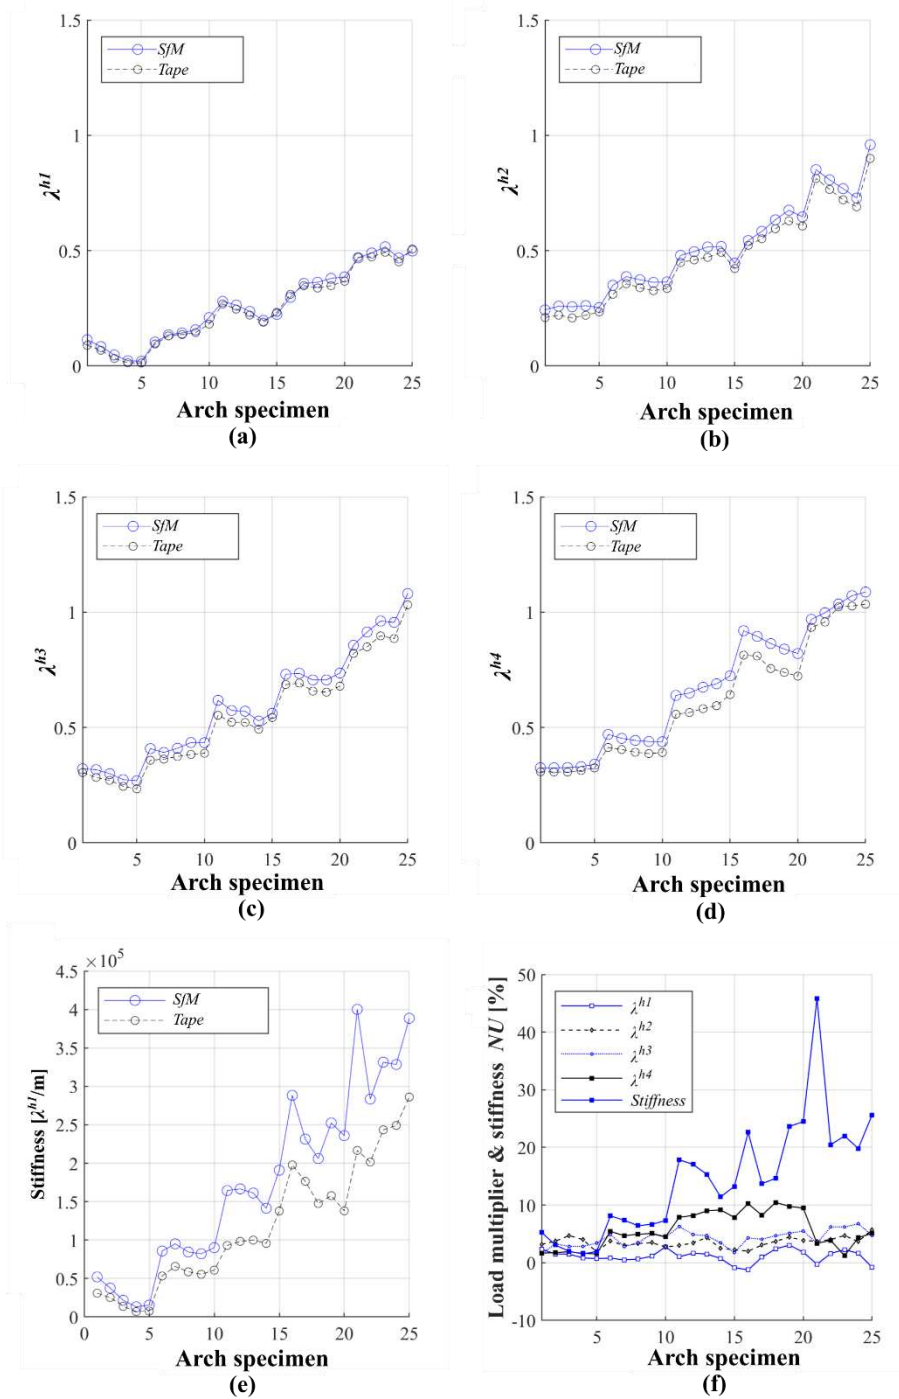 1.5
1
0.5
0
5
10
15
20
25
SfM
Tape
λʰ¹
Arch specimen
(a)
1.5
1
0.5
0
5
10
15
20
25
SfM
Tape
λʰ²
Arch specimen
(b)
1.5
1
0.5
0
5
10
15
20
25
SfM
Tape
λʰ³
Arch specimen
(c)
1.5
1
0.5
0
5
10
15
20
25
SfM
Tape
λʰ⁴
Arch specimen
(d)
×10⁵
4.5
4
3.5
3
2.5
2
1.5
1
0.5
0
0
5
10
15
20
25
SfM
Tape
Stiffness [λʰ¹/m]
Arch specimen
(e)
50
40
30
20
10
0
-10
5
10
15
20
25
λʰ¹
λʰ²
λʰ³
λʰ⁴
Stiffness
Load multiplier & stiffness NU [%]
Arch specimen
(f)